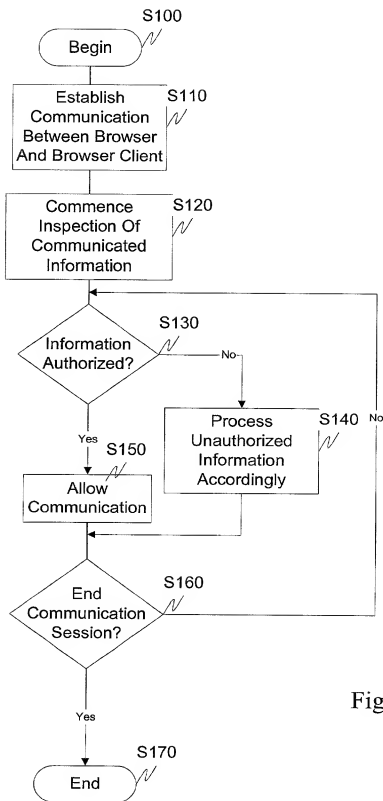 S100
Begin
S110
Establish
Communication
Between Browser
And Browser Client
S120
Commence
Inspection Of
Communicated
Information
S130
Information
Authorized?
No
S140
Process
Unauthorized
Information
Accordingly
No
Yes
S150
Allow
Communication
S160
End
Communication
Session?
Fig
Yes
S170
End